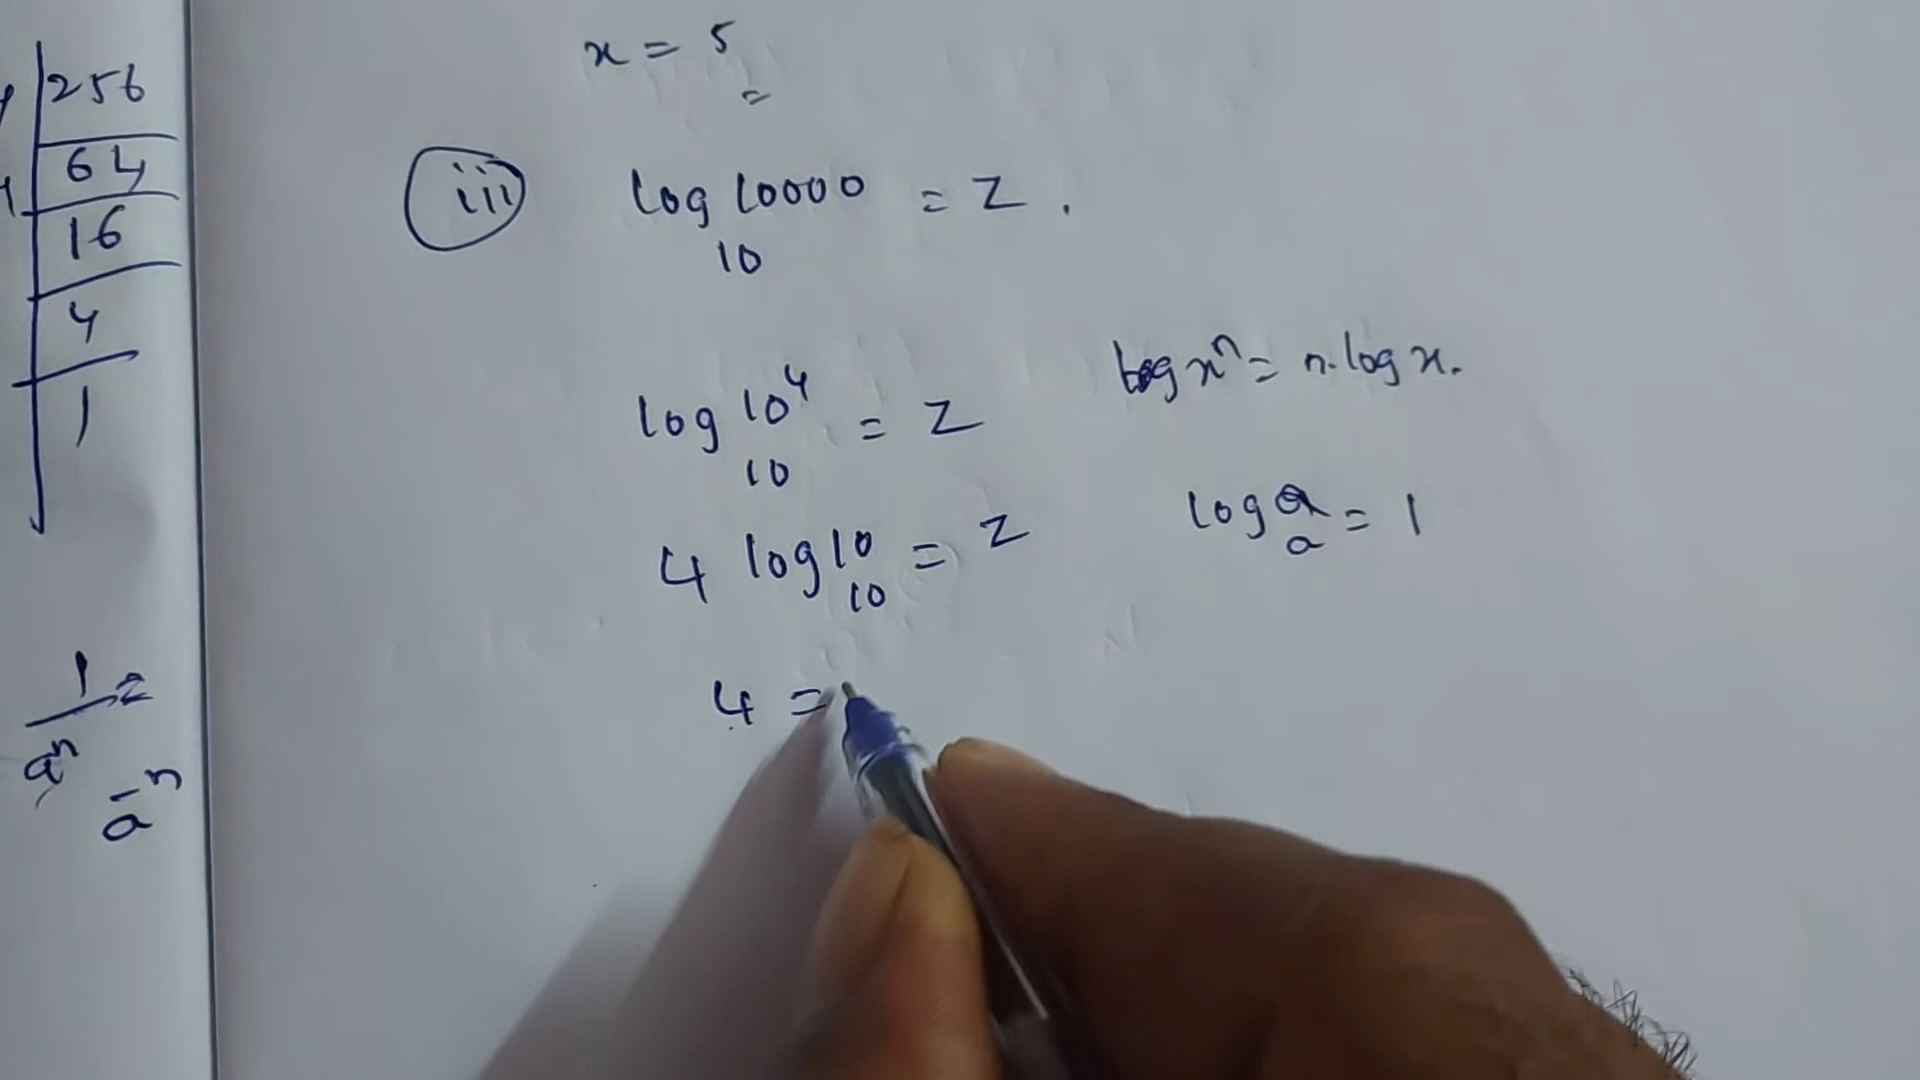 256
64
16
4
1
1 =
aⁿ
a⁻ⁿ
x = 5
=
iii log 10000 = z .
10
log 10⁴ = z
10
4 log 10 = z
10
4 =
log xⁿ = n. log x.
log a = 1
a